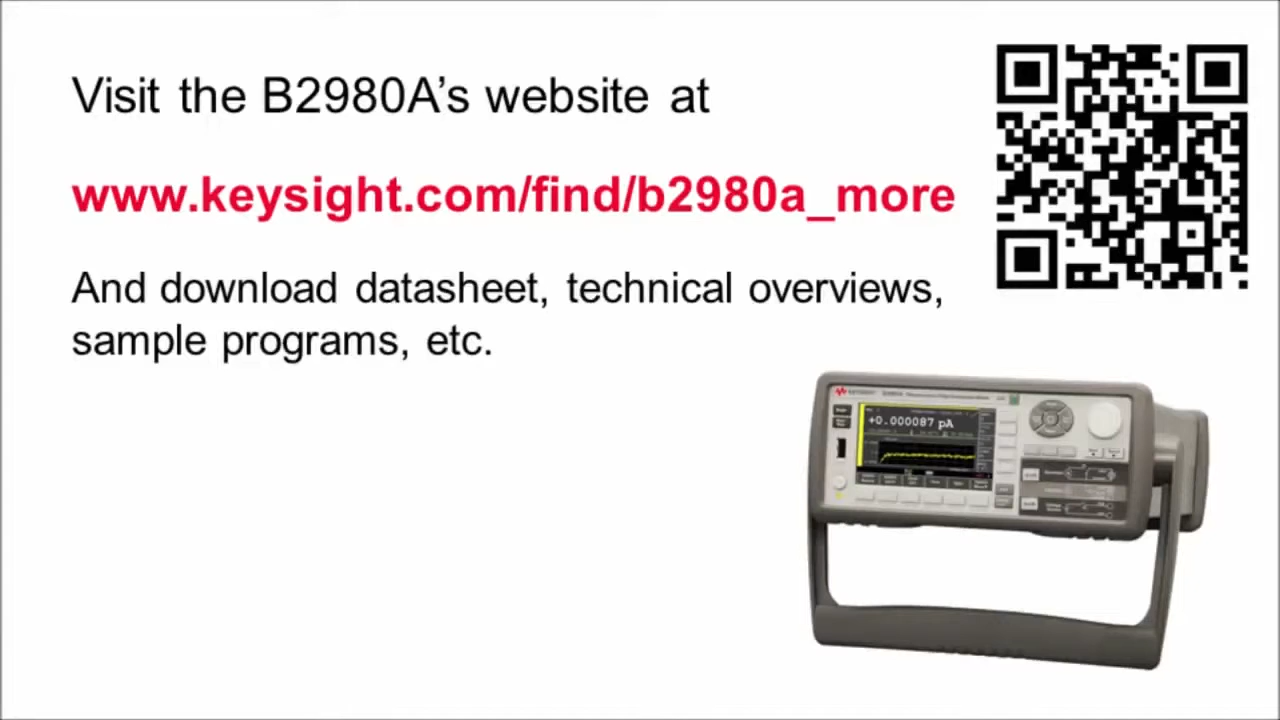 Visit the B2980A’s website at
www.keysight.com/find/b2980a_more
And download datasheet, technical overviews,
sample programs, etc.
KEYSIGHT
+0.000087 pA